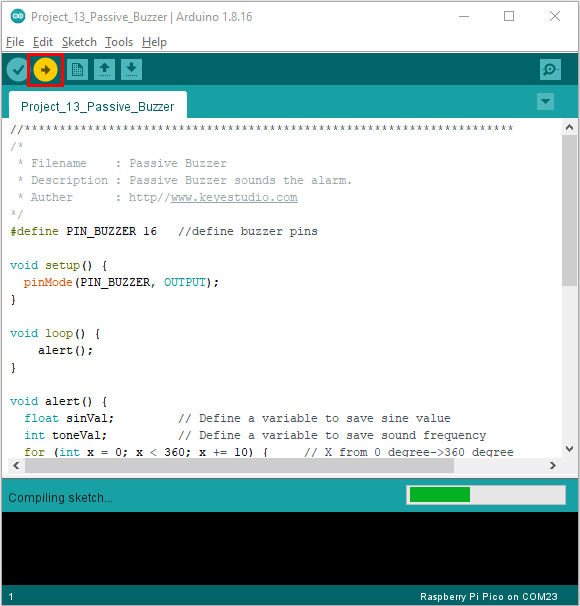 Project_13_Passive_Buzzer | Arduino 1.8.16
File Edit Sketch Tools Help
Project_13_Passive_Buzzer
//**********************************************************************
/*
 * Filename    : Passive Buzzer
 * Description : Passive Buzzer sounds the alarm.
 * Auther      : http//www.keyestudio.com
*/
#define PIN_BUZZER 16   //define buzzer pins
void setup() {
  pinMode(PIN_BUZZER, OUTPUT);
}
void loop() {
    alert();
}
void alert() {
  float sinVal;         // Define a variable to save sine value
  int toneVal;          // Define a variable to save sound frequency
  for (int x = 0; x < 360; x += 10) {     // X from 0 degree->360 degree
Compiling sketch...
1
Raspberry Pi Pico on COM23